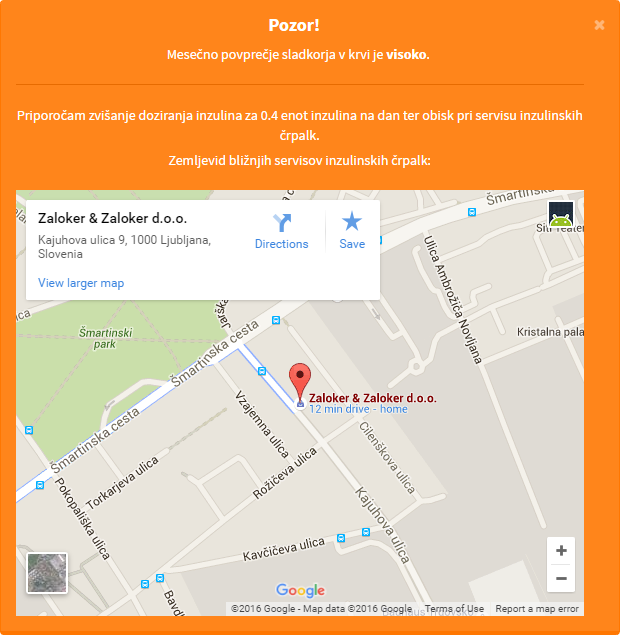 Pozor!
×
Mesečno povprečje sladkorja v krvi je visoko.
Priporočam zvišanje doziranja inzulina za 0.4 enot inzulina na dan ter obisk pri servisu inzulinskih
črpalk.
Zemljevid bližnjih servisov inzulinskih črpalk:
Zaloker & Zaloker d.o.o.
Kajuhova ulica 9, 1000 Ljubljana,
Slovenia
Directions
Save
View larger map
Šmartinska cesta
Ulica Ambrožiča Novljana
Kristalna pala
Šmartinski
park
Šmartinska cesta
Zaloker & Zaloker d.o.o.
12 min drive - home
Vzajemna ulica
Cilenškova ulica
Šmartinska cesta
Rožičeva ulica
Torkarjeva ulica
Pokopališka ulica
Kajuhova ulica
Kavčičeva ulica
+
−
Google
©2016 Google - Map data ©2016 Google
Terms of Use
Report a map error